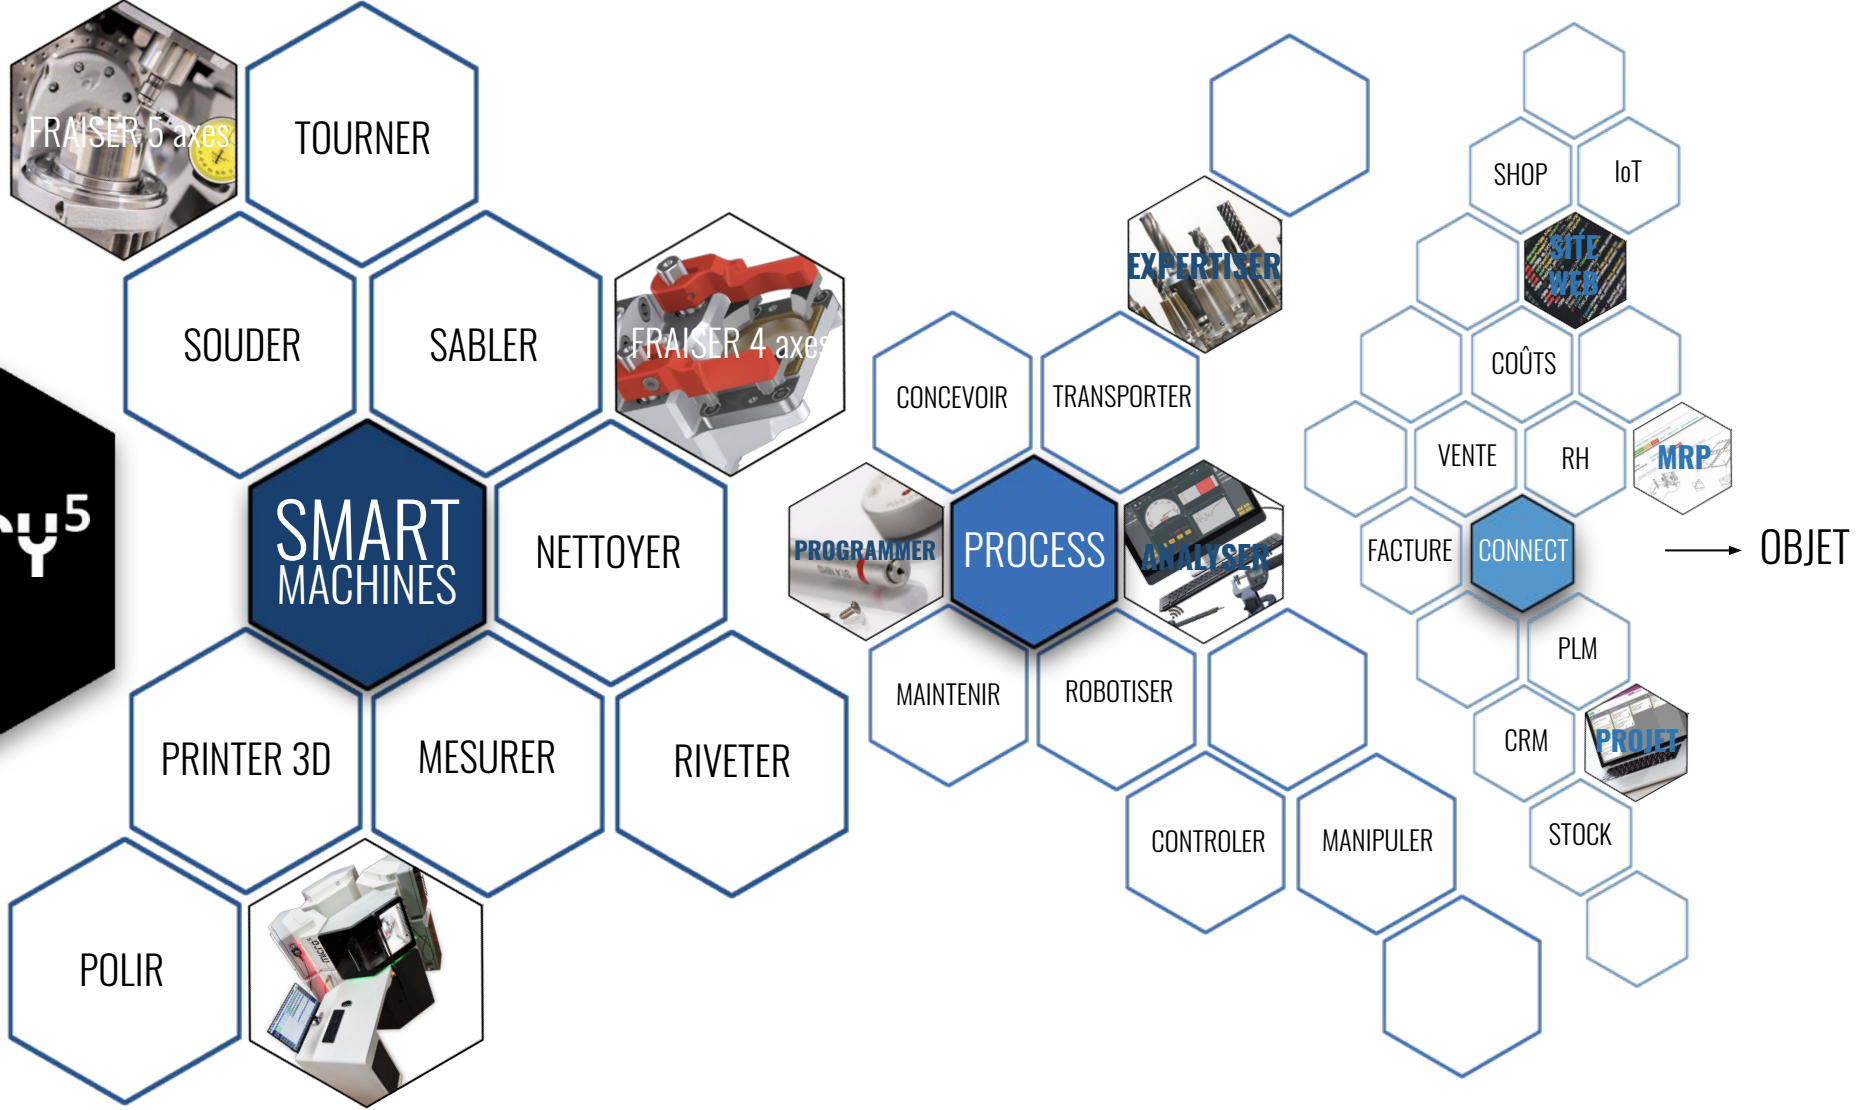 FRAISER 5 axes
TOURNER
SOUDER
SABLER
FRAISER 4 axes
SMART
MACHINES
NETTOYER
PRINTER 3D
MESURER
RIVETER
POLIR
micro5
EXPERTISER
CONCEVOIR
TRANSPORTER
PROGRAMMER
PROCESS
ANALYSER
MAINTENIR
ROBOTISER
CONTROLER
MANIPULER
SHOP
IoT
SITE
WEB
COÛTS
VENTE
RH
MRP
FACTURE
CONNECT
OBJET
PLM
CRM
PROJET
STOCK